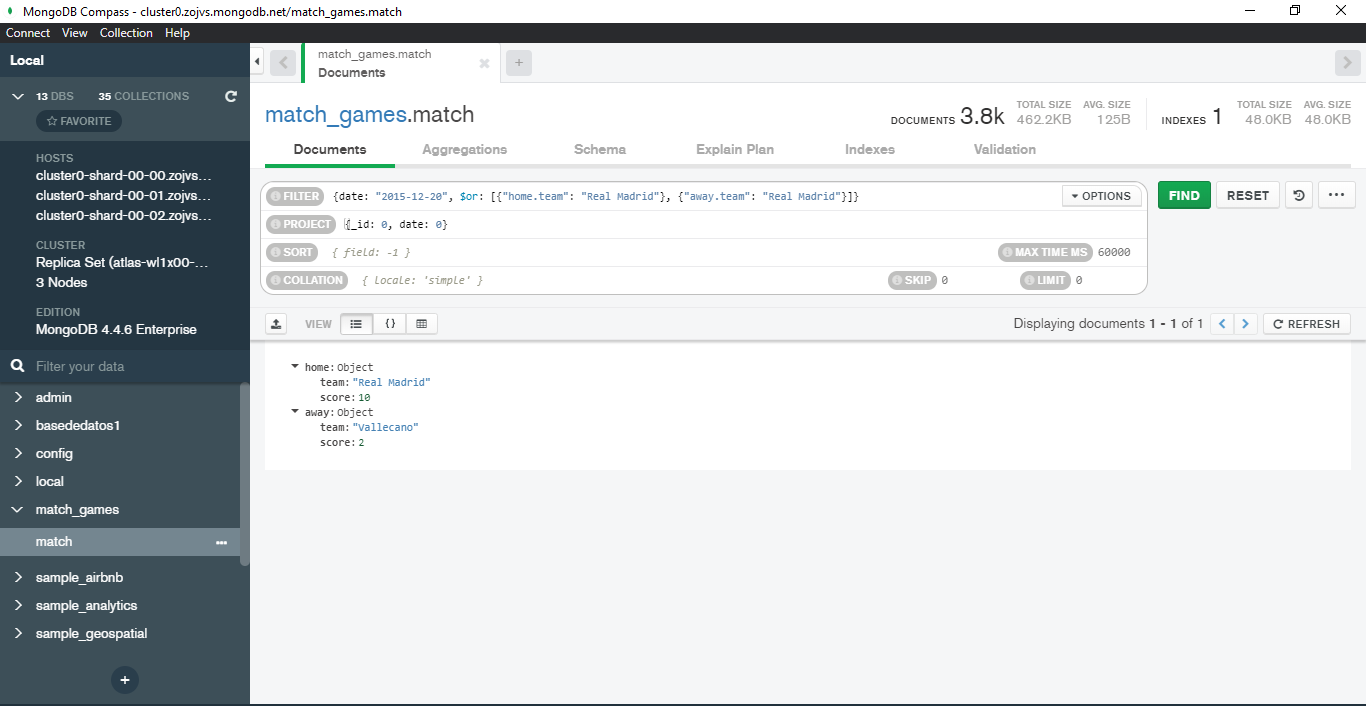 MongoDB Compass - cluster0.zojvs.mongodb.net/match_games.match
Connect View Collection Help
Local
13 DBS 35 COLLECTIONS
FAVORITE
HOSTS
cluster0-shard-00-00.zojvs...
cluster0-shard-00-01.zojvs...
cluster0-shard-00-02.zojvs...
CLUSTER
Replica Set (atlas-wl1x00-...
3 Nodes
EDITION
MongoDB 4.4.6 Enterprise
Filter your data
admin
basededatos1
config
local
match_games
match
sample_airbnb
sample_analytics
sample_geospatial
+
match_games.match
Documents
+
match_games.match
DOCUMENTS 3.8k TOTAL SIZE 462.2KB AVG. SIZE 125B
INDEXES 1 TOTAL SIZE 48.0KB AVG. SIZE 48.0KB
Documents Aggregations Schema Explain Plan Indexes Validation
FILTER {date: "2015-12-20", $or: [{"home.team": "Real Madrid"}, {"away.team": "Real Madrid"}]} OPTIONS FIND RESET ...
PROJECT {_id: 0, date: 0}
SORT { field: -1 } MAX TIME MS 60000
COLLATION { locale: 'simple' } SKIP 0 LIMIT 0
VIEW {} Displaying documents 1 - 1 of 1 < > REFRESH
home: Object
team: "Real Madrid"
score: 10
away: Object
team: "Vallecano"
score: 2